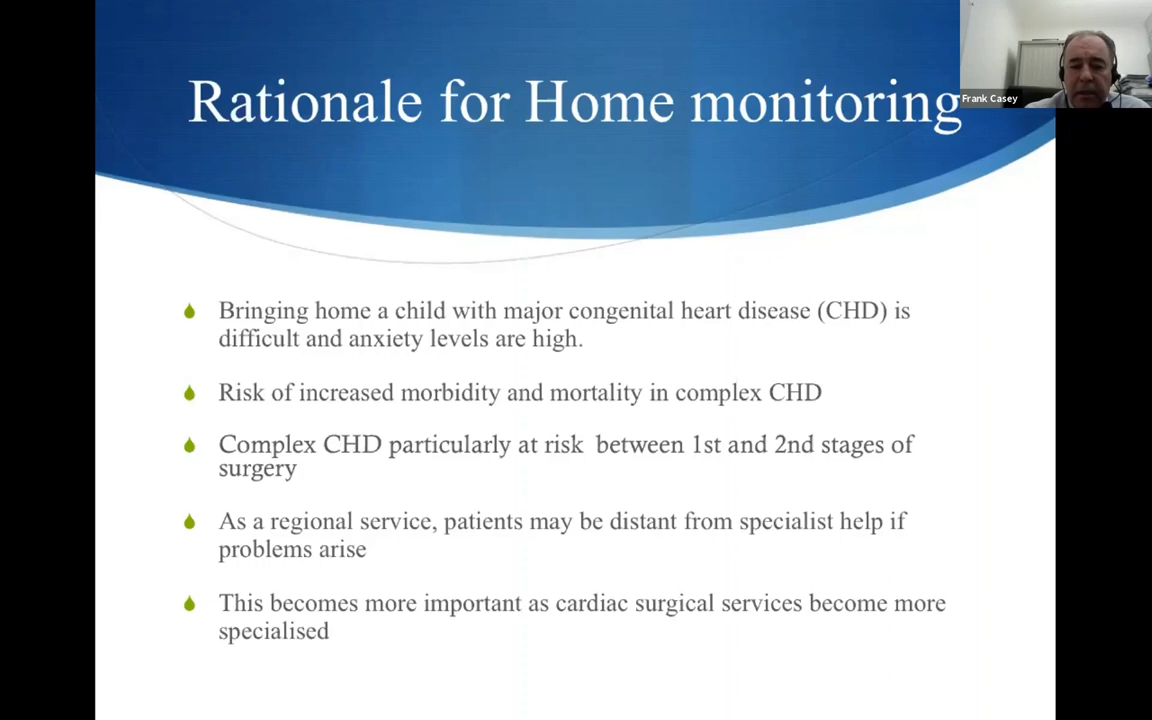 Rationale for Home monitoring
Frank Casey
Bringing home a child with major congenital heart disease (CHD) is
difficult and anxiety levels are high.
Risk of increased morbidity and mortality in complex CHD
Complex CHD particularly at risk  between 1st and 2nd stages of
surgery
As a regional service, patients may be distant from specialist help if
problems arise
This becomes more important as cardiac surgical services become more
specialised